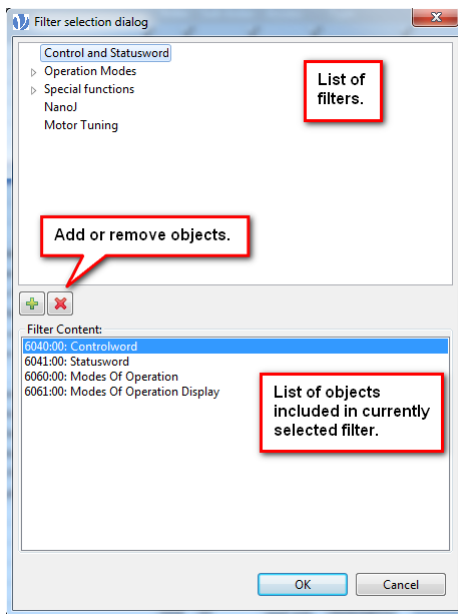 Filter selection dialog
Control and Statusword
Operation Modes
Special functions
NanoJ
Motor Tuning
List of
filters.
Add or remove objects.
Filter Content:
6040:00: Controlword
6041:00: Statusword
6060:00: Modes Of Operation
6061:00: Modes Of Operation Display
List of objects
included in currently
selected filter.
OK
Cancel